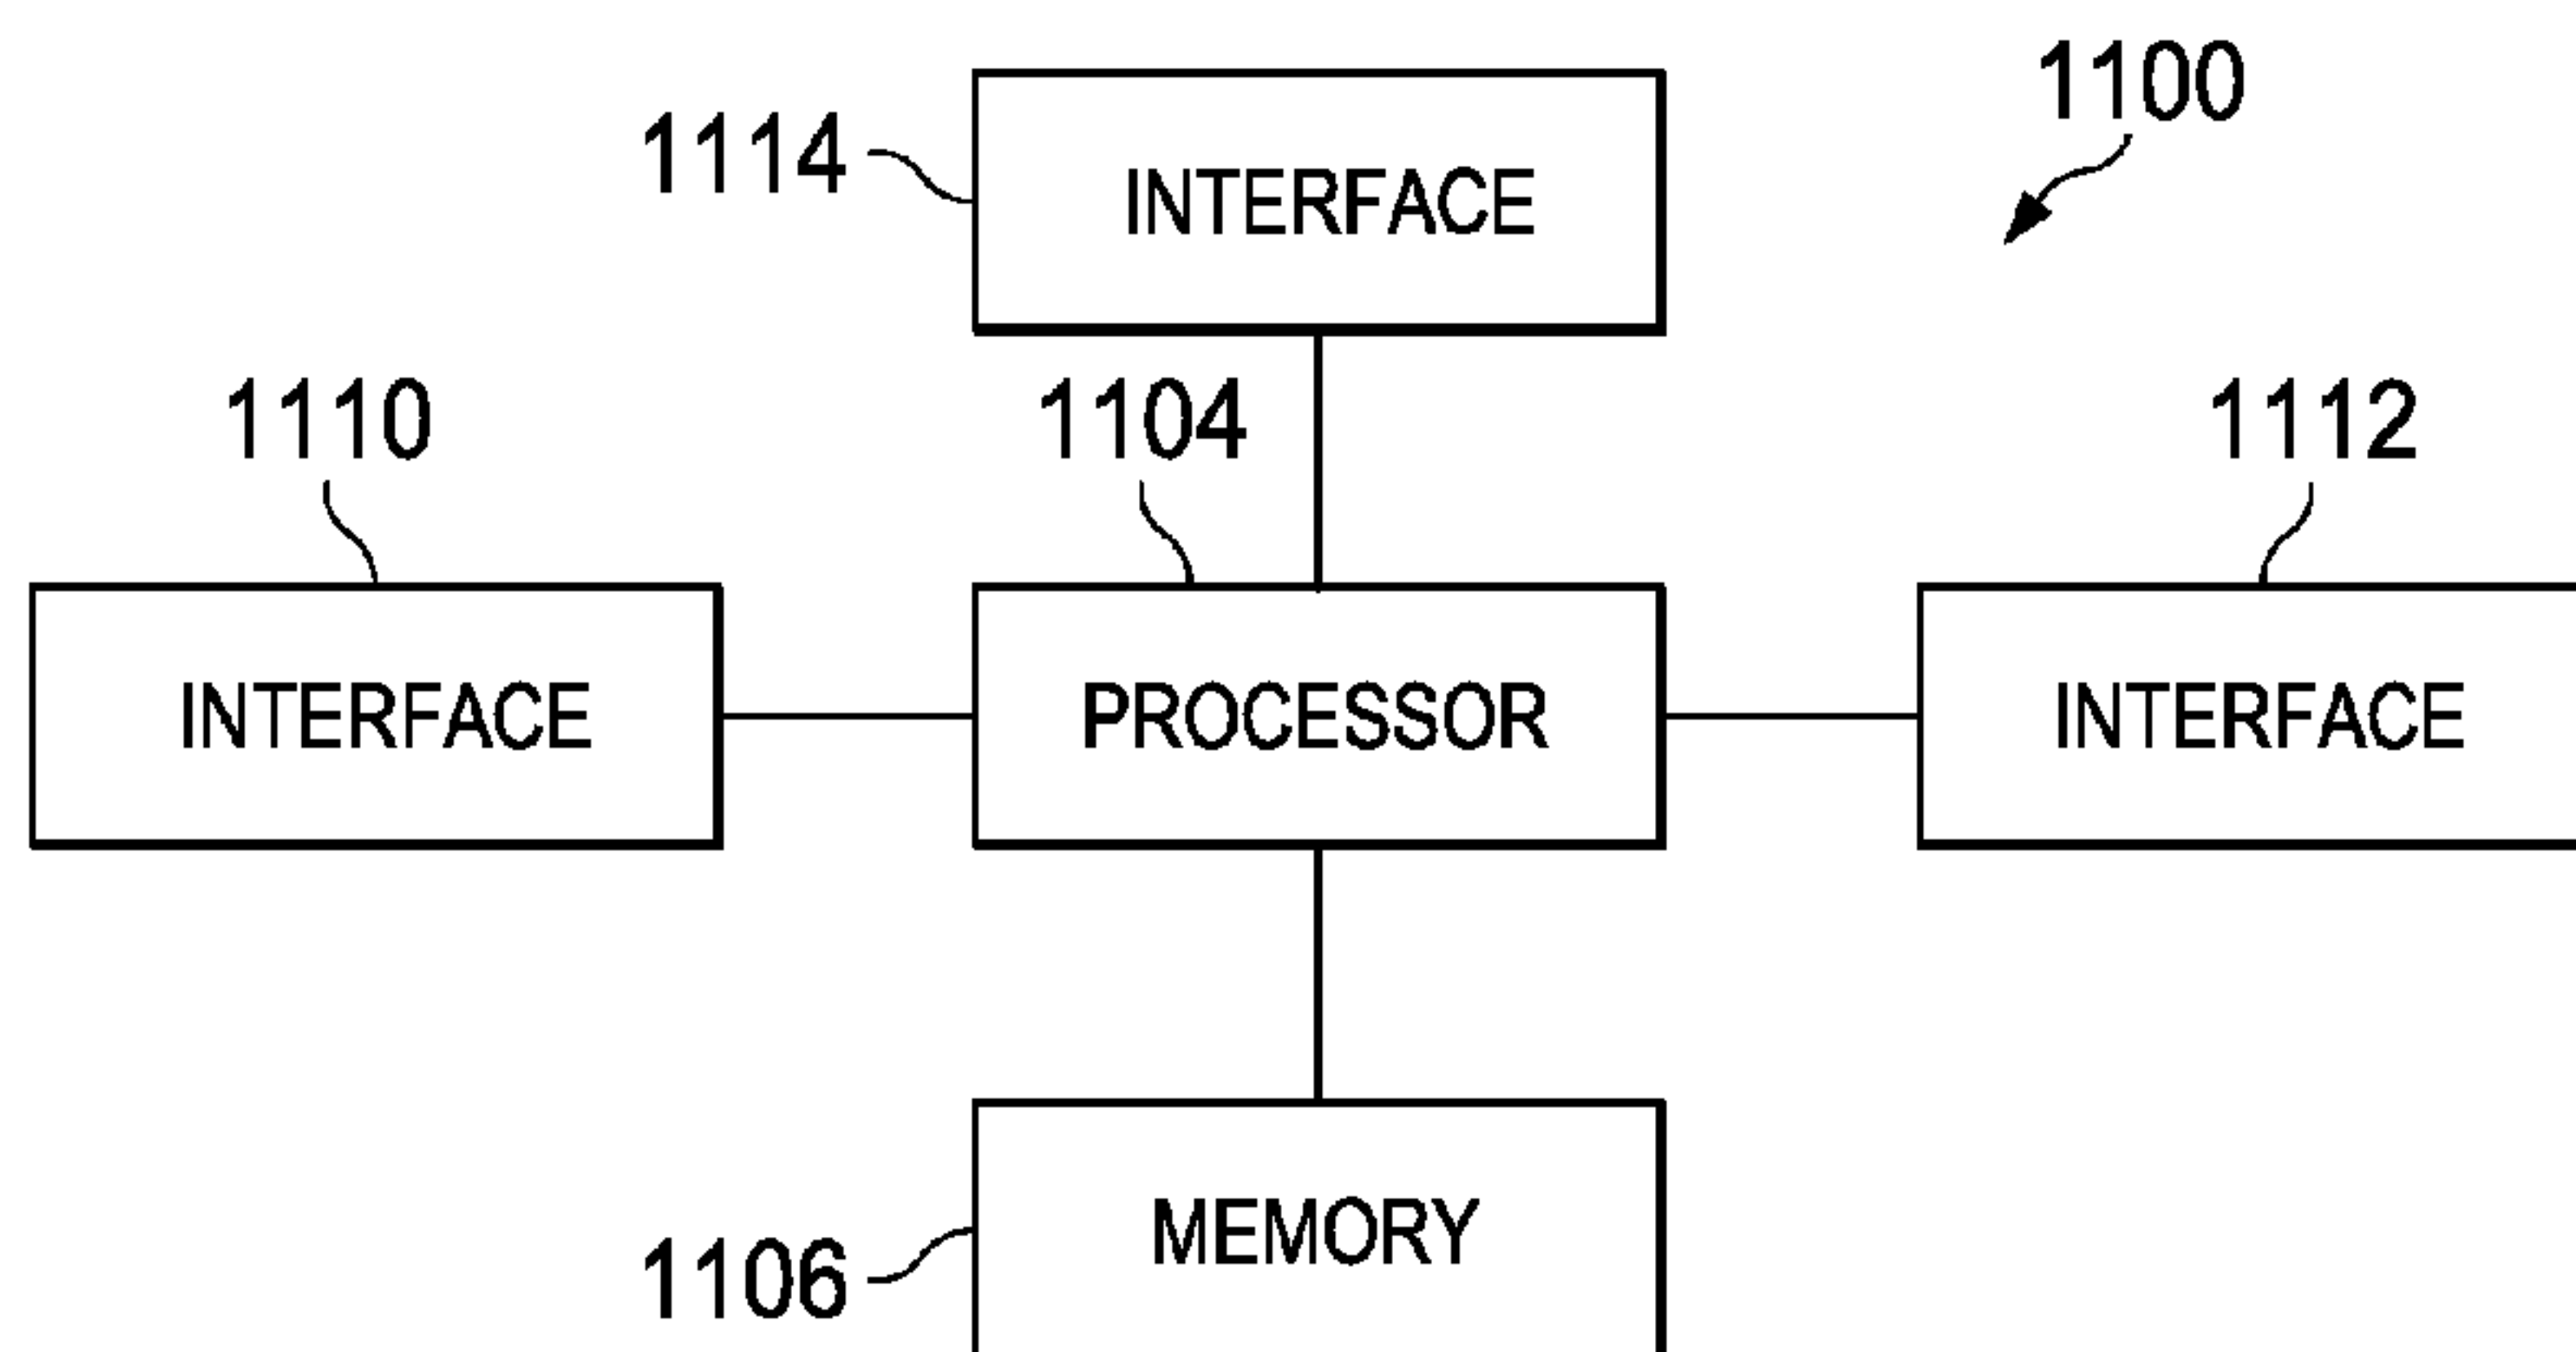 1100
1114
INTERFACE
1110
1104
1112
INTERFACE
PROCESSOR
INTERFACE
MEMORY
1106